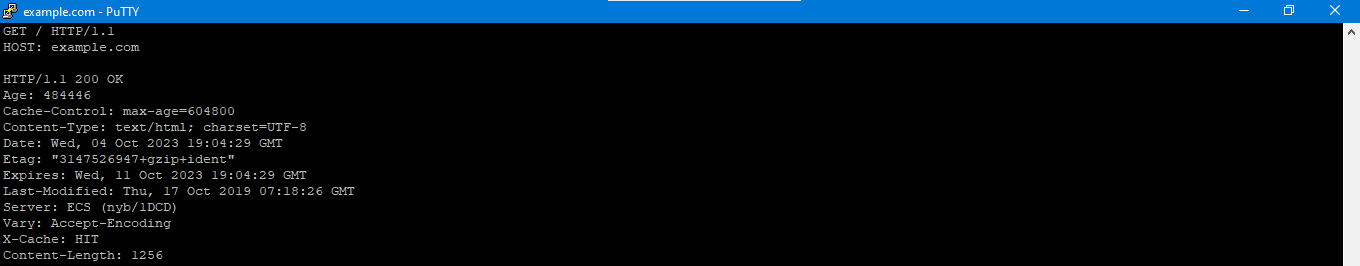 example.com - PuTTY
GET / HTTP/1.1
HOST: example.com
HTTP/1.1 200 OK
Age: 484446
Cache-Control: max-age=604800
Content-Type: text/html; charset=UTF-8
Date: Wed, 04 Oct 2023 19:04:29 GMT
Etag: "3147526947+gzip+ident"
Expires: Wed, 11 Oct 2023 19:04:29 GMT
Last-Modified: Thu, 17 Oct 2019 07:18:26 GMT
Server: ECS (nyb/1DCD)
Vary: Accept-Encoding
X-Cache: HIT
Content-Length: 1256